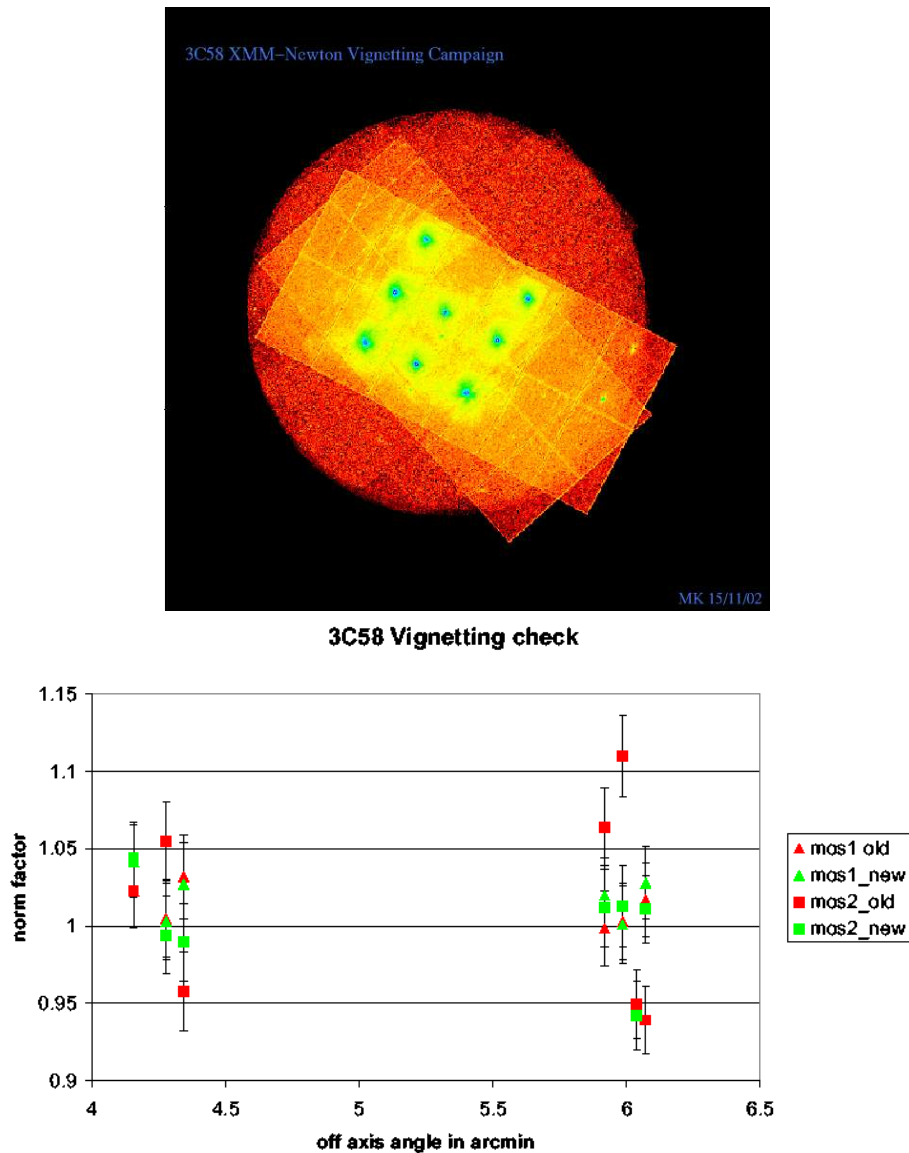 3C58 XMM−Newton Vignetting Campaign
MK 15/11/02
3C58 Vignetting check
1.15
1.1
1.05
1
0.95
0.9
norm factor
4
4.5
5
5.5
6
6.5
off axis angle in arcmin
mos1 old
mos1_new
mos2_old
mos2_new